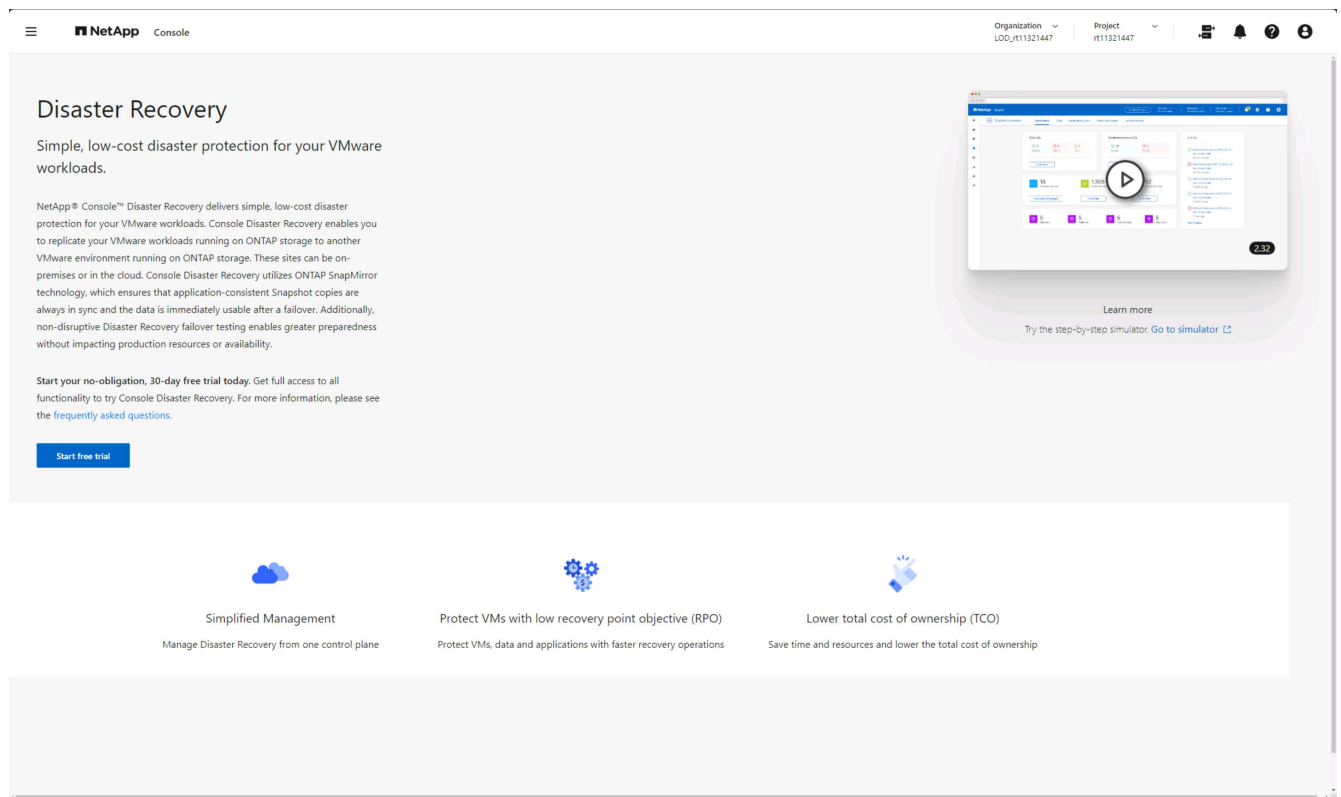 NetApp Console
Organization
LOD_rt11321447
Project
rt11321447
Disaster Recovery
Simple, low-cost disaster protection for your VMware
workloads.
NetApp® Console™ Disaster Recovery delivers simple, low-cost disaster
protection for your VMware workloads. Console Disaster Recovery enables you
to replicate your VMware workloads running on ONTAP storage to another
VMware environment running on ONTAP storage. These sites can be on-
premises or in the cloud. Console Disaster Recovery utilizes ONTAP SnapMirror
technology, which ensures that application-consistent Snapshot copies are
always in sync and the data is immediately usable after a failover. Additionally,
non-disruptive Disaster Recovery failover testing enables greater preparedness
without impacting production resources or availability.
Start your no-obligation, 30-day free trial today. Get full access to all
functionality to try Console Disaster Recovery. For more information, please see
the frequently asked questions.
Start free trial
2:32
Learn more
Try the step-by-step simulator. Go to simulator
Simplified Management
Manage Disaster Recovery from one control plane
Protect VMs with low recovery point objective (RPO)
Protect VMs, data and applications with faster recovery operations
Lower total cost of ownership (TCO)
Save time and resources and lower the total cost of ownership